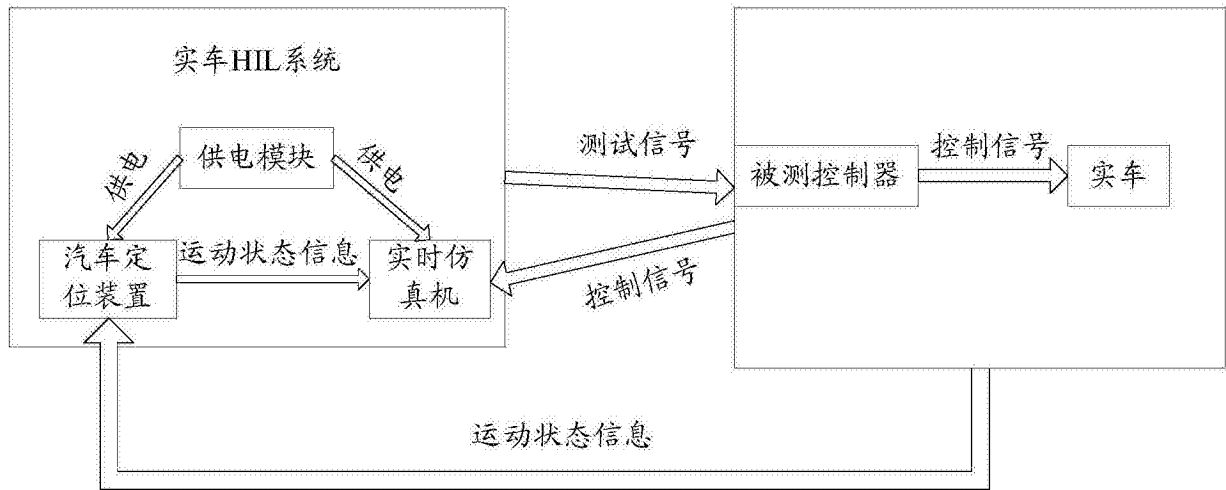 实车HIL系统
供电模块
供电
供电
汽车定
位装置
运动状态信息
实时仿
真机
测试信号
控制信号
被测控制器
控制信号
实车
运动状态信息